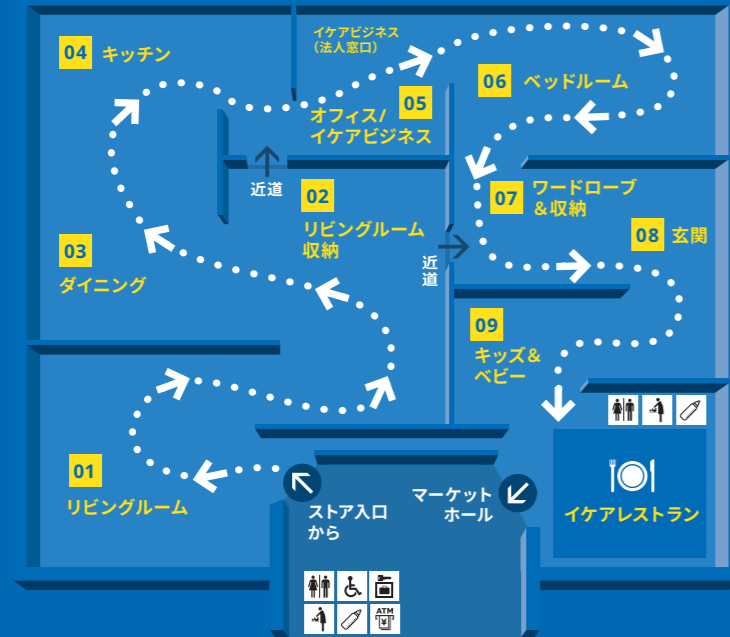 04 キッチン
イケアビジネス
（法人窓口）
05
オフィス/
イケアビジネス
06 ベッドルーム
近道
02
リビングルーム
収納
07 ワードローブ
＆収納
08 玄関
03
ダイニング
近道
09
キッズ＆
ベビー
01
リビングルーム
ストア入口
から
マーケット
ホール
イケアレストラン
ATM
¥